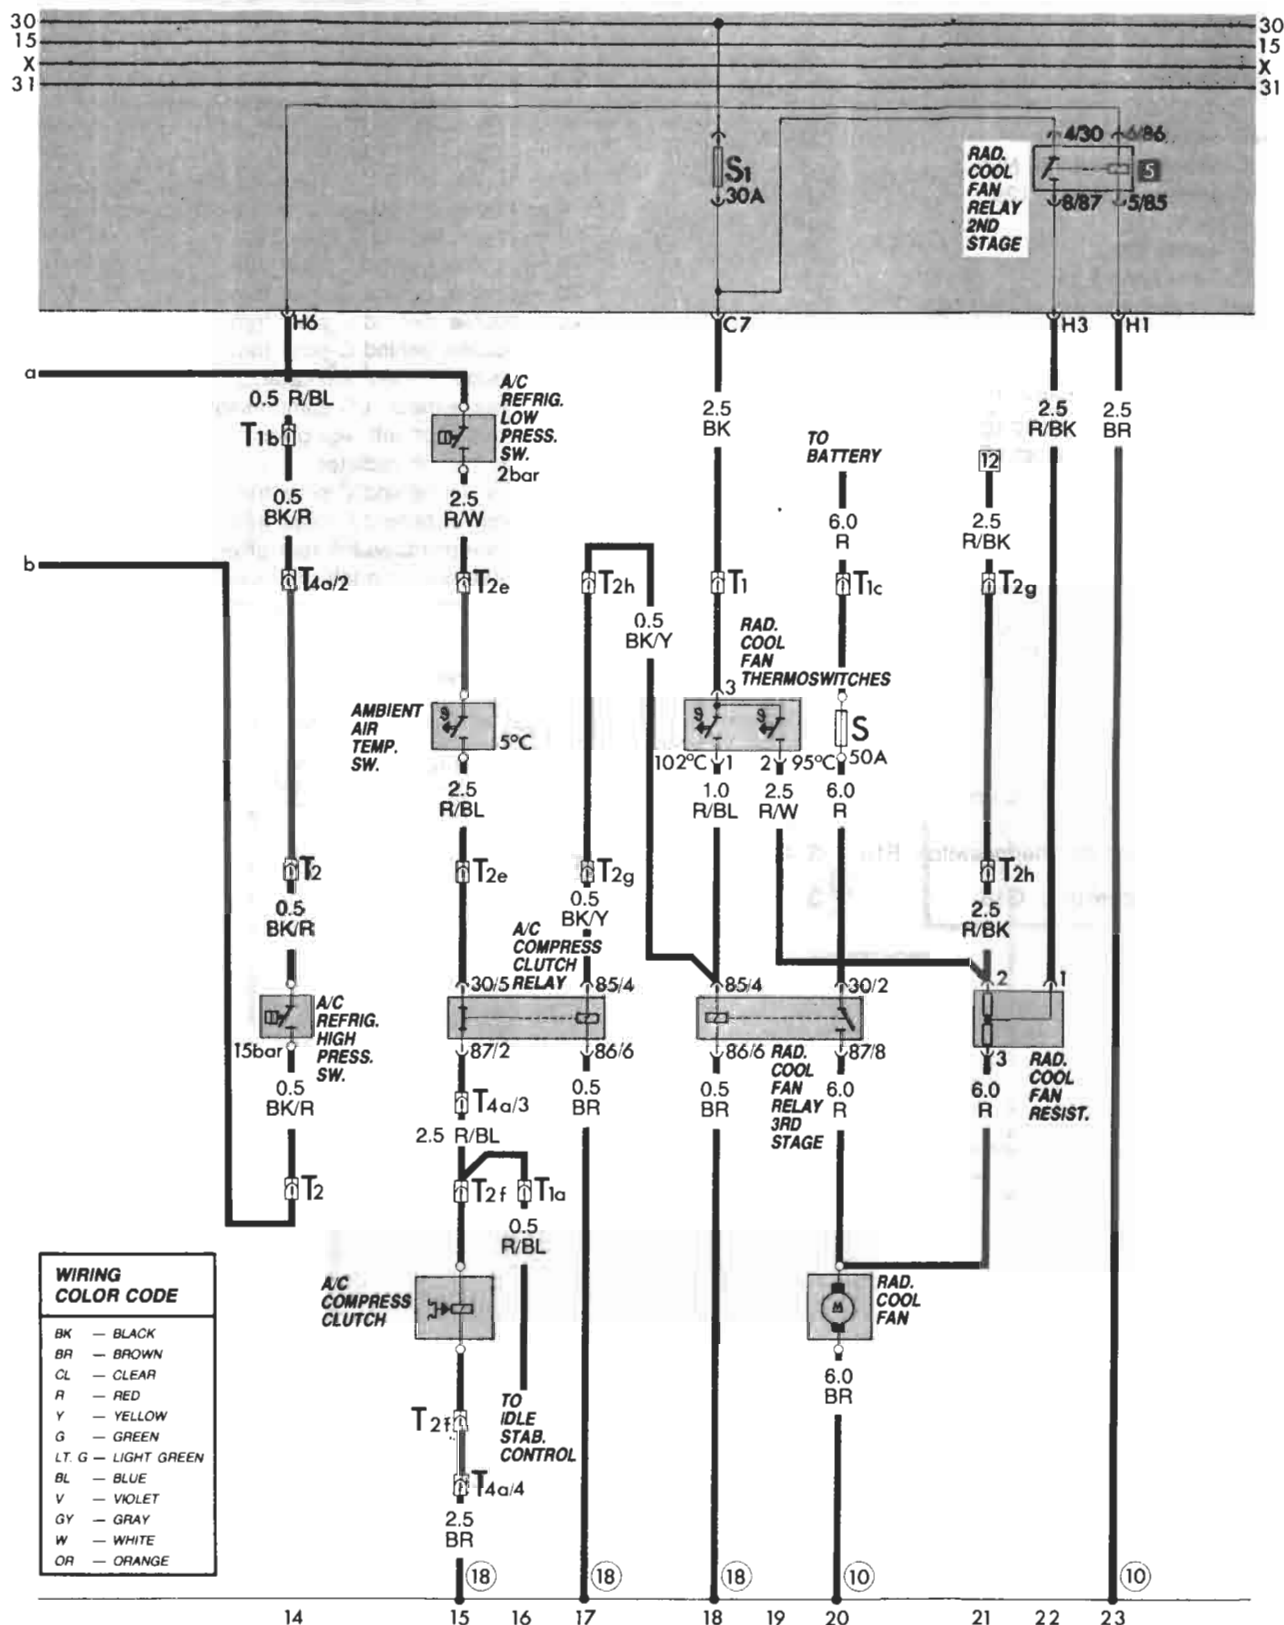 30
15
X
31
30
15
X
31
4/30
6/86
S1
30A
RAD.
COOL
FAN
RELAY
2ND
STAGE
5
8/87
5/85
H6
C7
H3
H1
a
0.5 R/BL
A/C
REFRIG.
LOW
PRESS.
SW.
2bar
T1b
2.5
BK
TO
BATTERY
2.5
R/BK
2.5
BR
12
0.5
BK/R
2.5
R/W
6.0
R
2.5
R/BK
b
T4a/2
T2e
T2h
T1
T1c
T2g
0.5
BK/Y
RAD.
COOL
FAN
THERMOSWITCHES
3
AMBIENT
AIR
TEMP.
SW.
5°C
S
50A
102°C
1
2
95°C
2.5
R/BL
1.0
R/BL
2.5
R/W
6.0
R
T2
T2e
T2g
T2h
0.5
BK/R
0.5
BK/Y
2.5
R/BK
A/C
COMPRESS
CLUTCH
RELAY
30/5
85/4
85/4
30/2
2
1
A/C
REFRIG.
HIGH
PRESS.
SW.
15bar
87/2
86/6
86/6
87/8
3
RAD.
COOL
FAN
RELAY
3RD
STAGE
RAD.
COOL
FAN
RESIST.
0.5
BK/R
T4a/3
0.5
BR
0.5
BR
6.0
R
6.0
R
2.5 R/BL
T2
T2f
T1a
0.5
R/BL
A/C
COMPRESS
CLUTCH
M
RAD.
COOL
FAN
6.0
BR
T2f
TO
IDLE
STAB.
CONTROL
T4a/4
2.5
BR
WIRING
COLOR CODE
BK — BLACK
BR — BROWN
CL — CLEAR
R — RED
Y — YELLOW
G — GREEN
LT. G — LIGHT GREEN
BL — BLUE
V — VIOLET
GY — GRAY
W — WHITE
OR — ORANGE
18
18
18
10
10
14
15
16
17
18
19
20
21
22
23